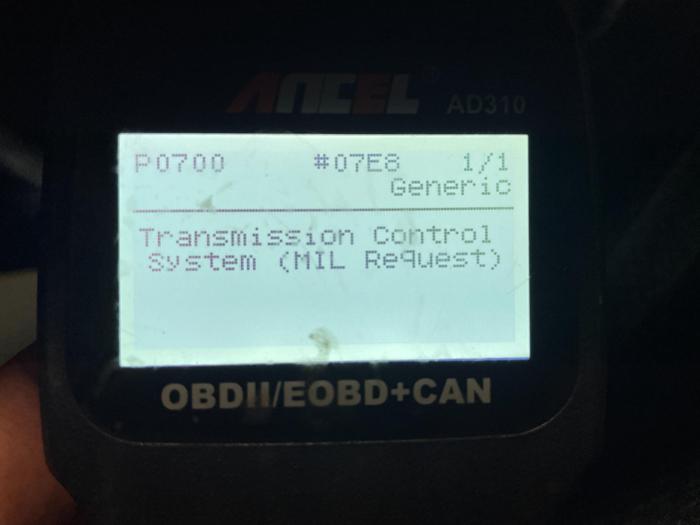 ANCEL®
AD310
P0700 #07E8 1/1
Generic
Transmission Control
System (MIL Request)
OBDII/EOBD+CAN